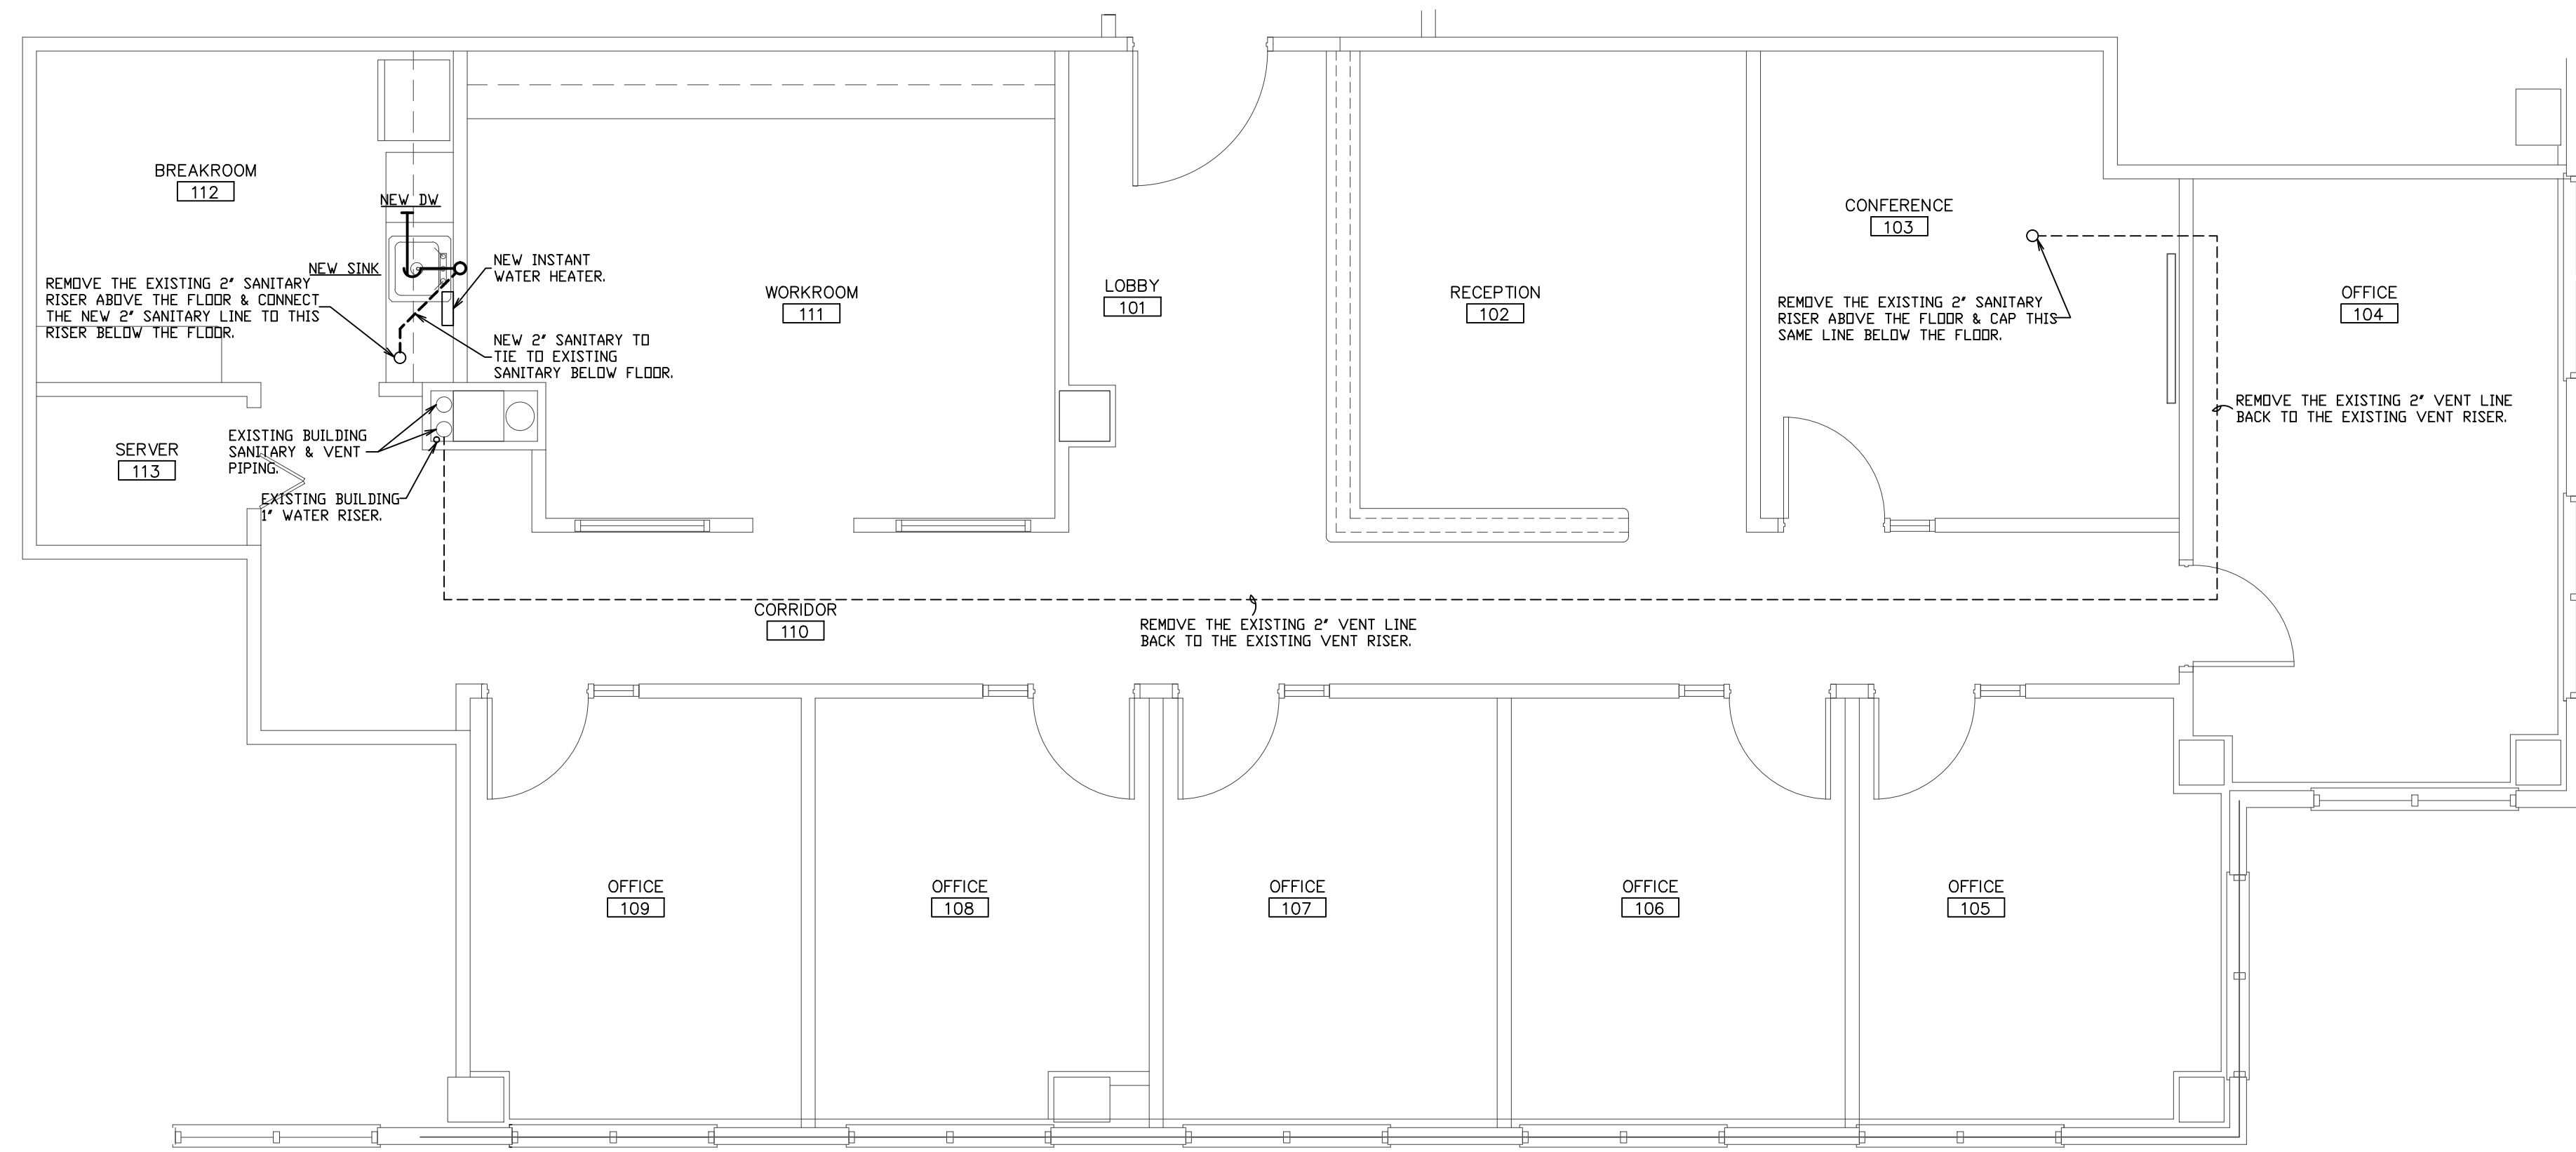 BREAKROOM
112
NEW DW
NEW SINK
REMOVE THE EXISTING 2" SANITARY
RISER ABOVE THE FLOOR & CONNECT
THE NEW 2" SANITARY LINE TO THIS
RISER BELOW THE FLOOR.
NEW INSTANT
WATER HEATER.
NEW 2" SANITARY TO
TIE TO EXISTING
SANITARY BELOW FLOOR.
WORKROOM
111
LOBBY
101
RECEPTION
102
CONFERENCE
103
REMOVE THE EXISTING 2" SANITARY
RISER ABOVE THE FLOOR & CAP THIS
SAME LINE BELOW THE FLOOR.
OFFICE
104
REMOVE THE EXISTING 2" VENT LINE
BACK TO THE EXISTING VENT RISER.
SERVER
113
EXISTING BUILDING
SANITARY & VENT
PIPING.
EXISTING BUILDING
1" WATER RISER.
CORRIDOR
110
REMOVE THE EXISTING 2" VENT LINE
BACK TO THE EXISTING VENT RISER.
OFFICE
109
OFFICE
108
OFFICE
107
OFFICE
106
OFFICE
105